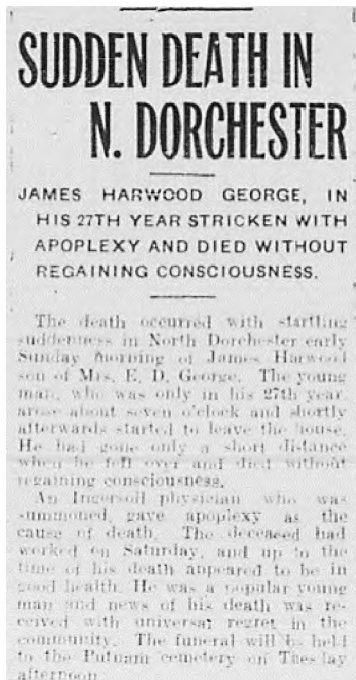 SUDDEN DEATH IN
N. DORCHESTER
JAMES HARWOOD GEORGE, IN
HIS 27TH YEAR STRICKEN WITH
APOPLEXY AND DIED WITHOUT
REGAINING CONSCIOUSNESS.
The death occurred with startling
suddenness in North Dorchester early
Sunday morning of James Harwood
son of Mrs. E. D. George. The young
man, who was only in his 27th year,
arose about seven o'clock and shortly
afterwards started to leave the house.
He had gone only a short distance
when he fell over and died without
regaining consciousness.
An Ingersoll physician who was
summoned, gave apoplexy as the
cause of death. The deceased had
worked on Saturday, and up to the
time of his death appeared to be in
good health. He was a popular young
man and news of his death was re-
ceived with universal regret in the
community. The funeral will be held
to the Putnam cemetery on Tuesday
afternoon